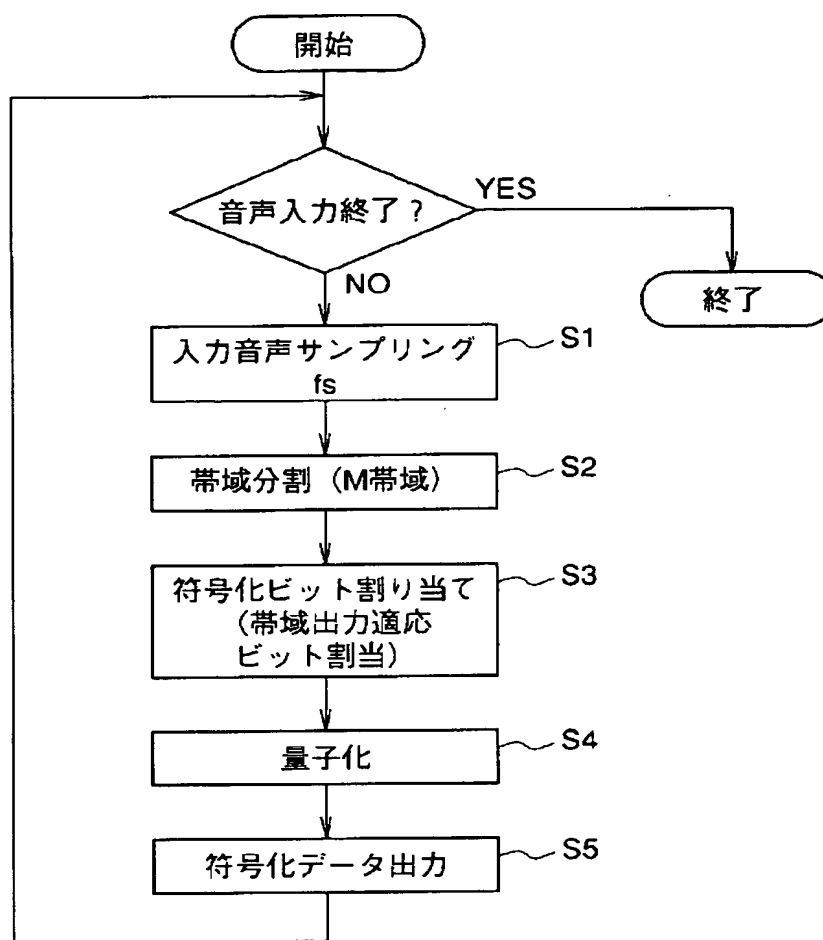 開始
音声入力終了？
YES
NO
終了
入力音声サンプリング
fs
S1
帯域分割（M帯域）
S2
符号化ビット割り当て
（帯域出力適応
ビット割当）
S3
量子化
S4
符号化データ出力
S5